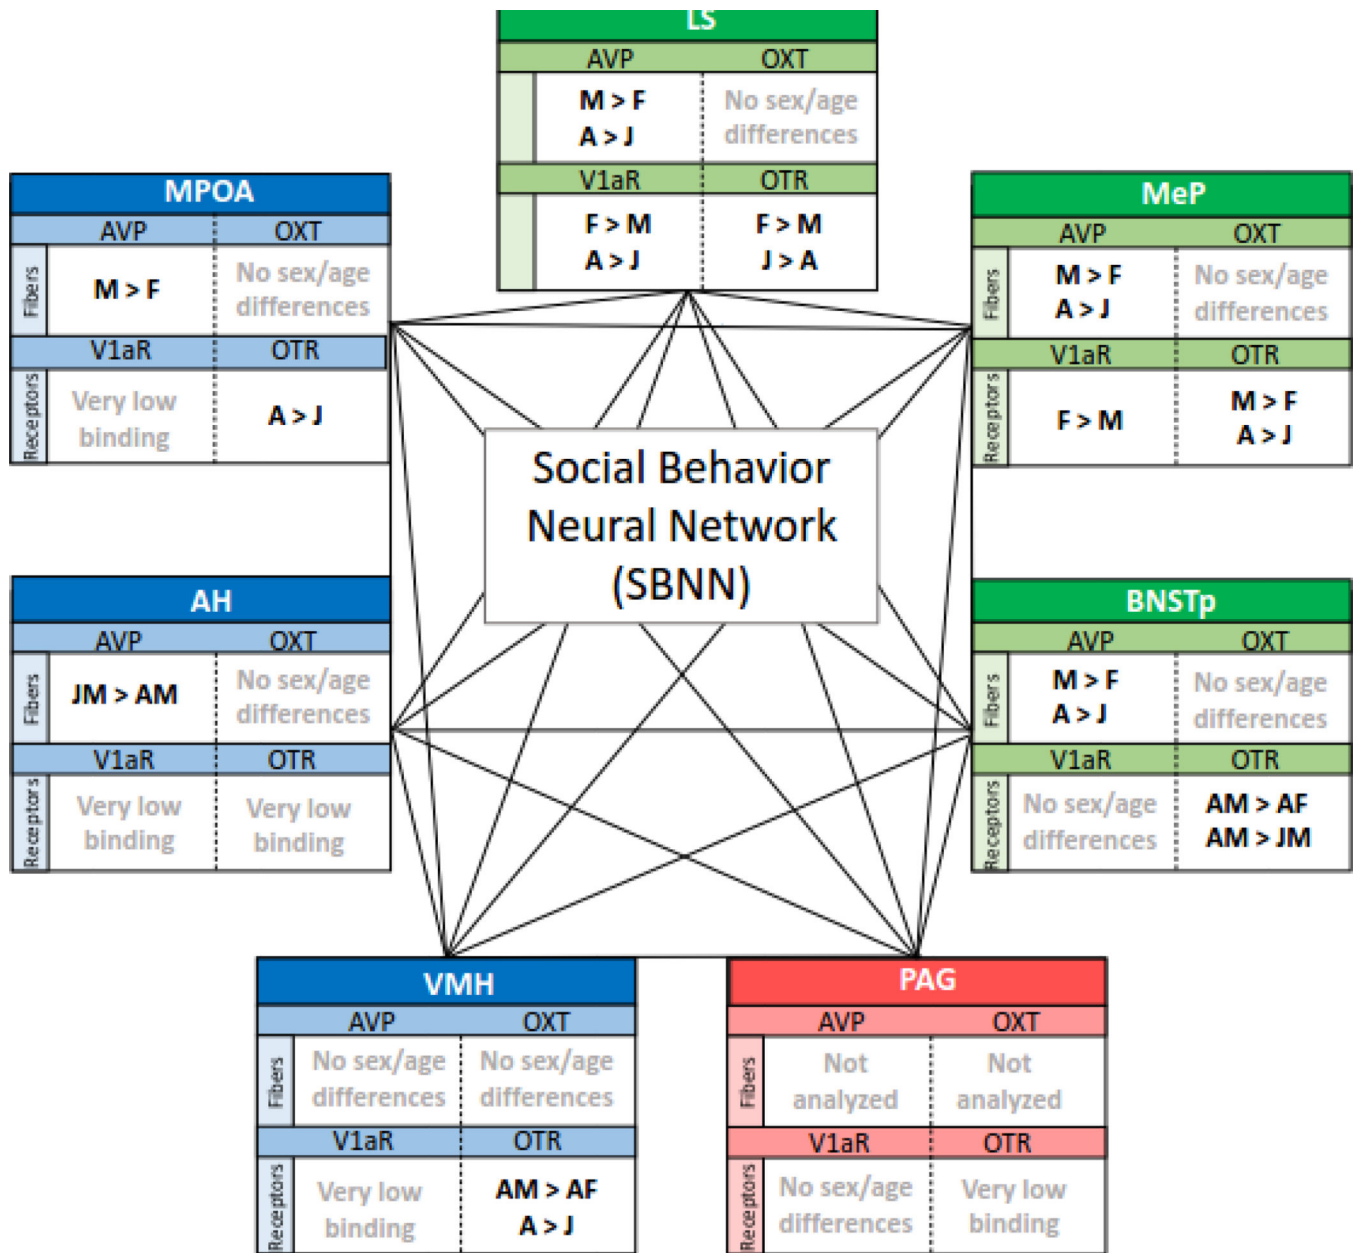 LS
AVP OXT
M > F No sex/age
A > J differences
V1aR OTR
F > M F > M
A > J J > A
MPOA
AVP OXT
Fibers
M > F
No sex/age
differences
V1aR OTR
Receptors
Very low
binding
A > J
MeP
AVP OXT
Fibers
M > F No sex/age
A > J differences
V1aR OTR
Receptors
F > M
M > F
A > J
Social Behavior
Neural Network
(SBNN)
AH
AVP OXT
Fibers
JM > AM
No sex/age
differences
V1aR OTR
Receptors
Very low Very low
binding binding
BNSTp
AVP OXT
Fibers
M > F No sex/age
A > J differences
V1aR OTR
Receptors
No sex/age AM > AF
differences AM > JM
VMH
AVP OXT
Fibers
No sex/age No sex/age
differences differences
V1aR OTR
Receptors
Very low AM > AF
binding A > J
PAG
AVP OXT
Fibers
Not Not
analyzed analyzed
V1aR OTR
Receptors
No sex/age Very low
differences binding